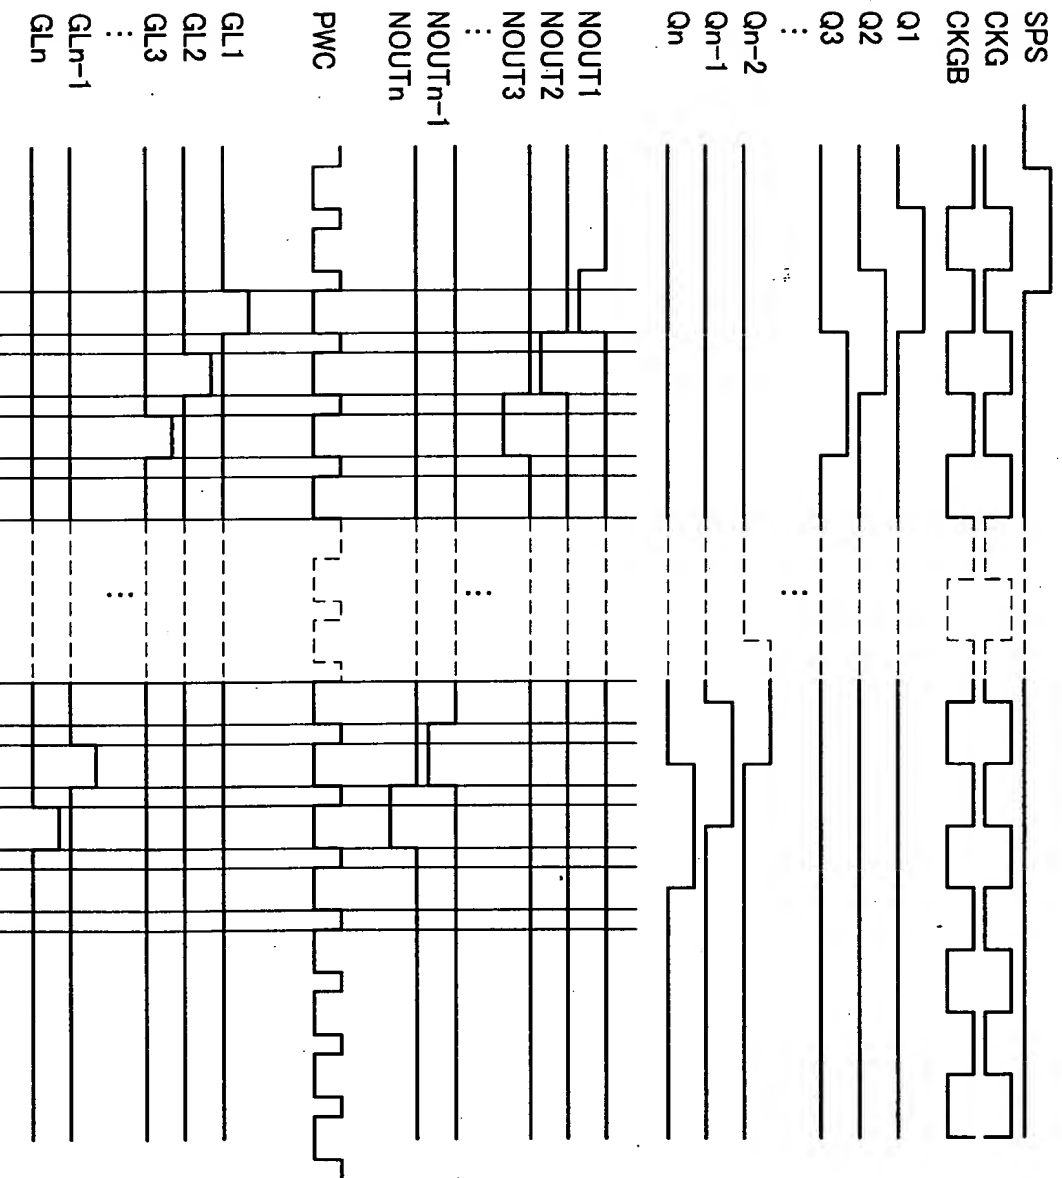 SPS
CKG
CKGB
Q1
Q2
Q3
⋮
Qn-2
Qn-1
Qn
NOUT1
NOUT2
NOUT3
⋮
NOUTn-1
NOUTn
PWC
GL1
GL2
GL3
⋮
GLn-1
GLn